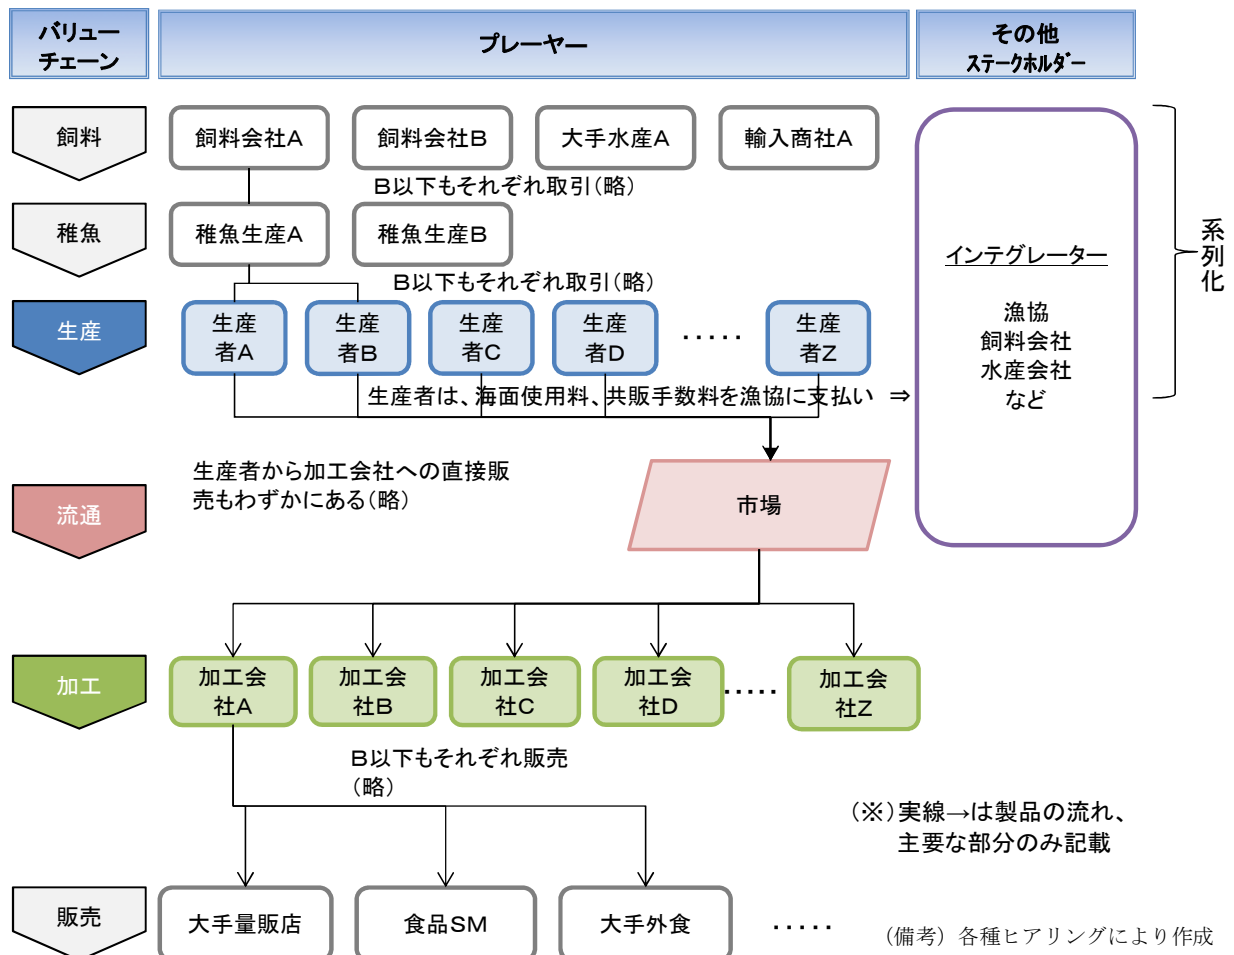 バリュー
チェーン
プレーヤー
その他
ステークホルダー
飼料
飼料会社A
飼料会社B
大手水産A
輸入商社A
B以下もそれぞれ取引(略)
稚魚
稚魚生産A
稚魚生産B
B以下もそれぞれ取引(略)
生産
生産
者A
生産
者B
生産
者C
生産
者D
・・・・・
生産
者Z
生産者は、海面使用料、共販手数料を漁協に支払い ⇒
インテグレーター
漁協
飼料会社
水産会社
など
系列化
生産者から加工会社への直接販
売もわずかにある(略)
流通
市場
加工
加工会
社A
加工会
社B
加工会
社C
加工会
社D
・・・・・
加工会
社Z
B以下もそれぞれ販売
(略)
(※)実線→は製品の流れ、
主要な部分のみ記載
販売
大手量販店
食品SM
大手外食
・・・・・
(備考)各種ヒアリングにより作成